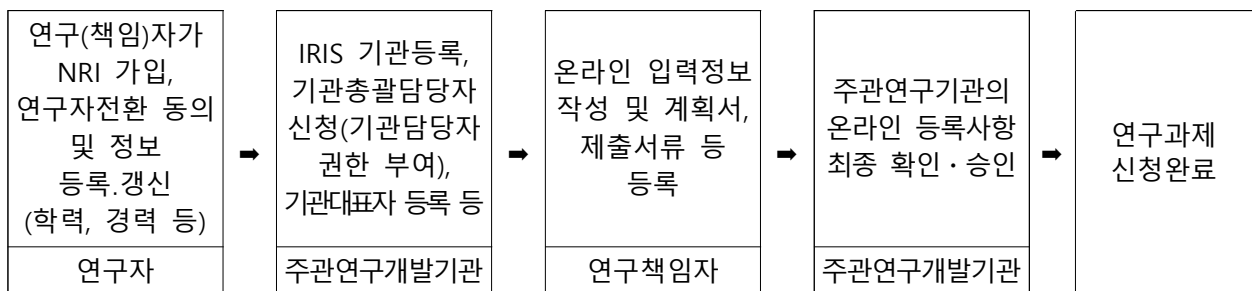 연구(책임)자가
NRI 가입,
연구자전환 동의
및 정보
등록.갱신
(학력, 경력 등)
연구자
➡
IRIS 기관등록,
기관총괄담당자
신청(기관담당자
권한 부여),
기관대표자 등록 등
주관연구개발기관
➡
온라인 입력정보
작성 및 계획서,
제출서류 등
등록
연구책임자
➡
주관연구기관의
온라인 등록사항
최종 확인・승인
주관연구개발기관
➡
연구과제
신청완료